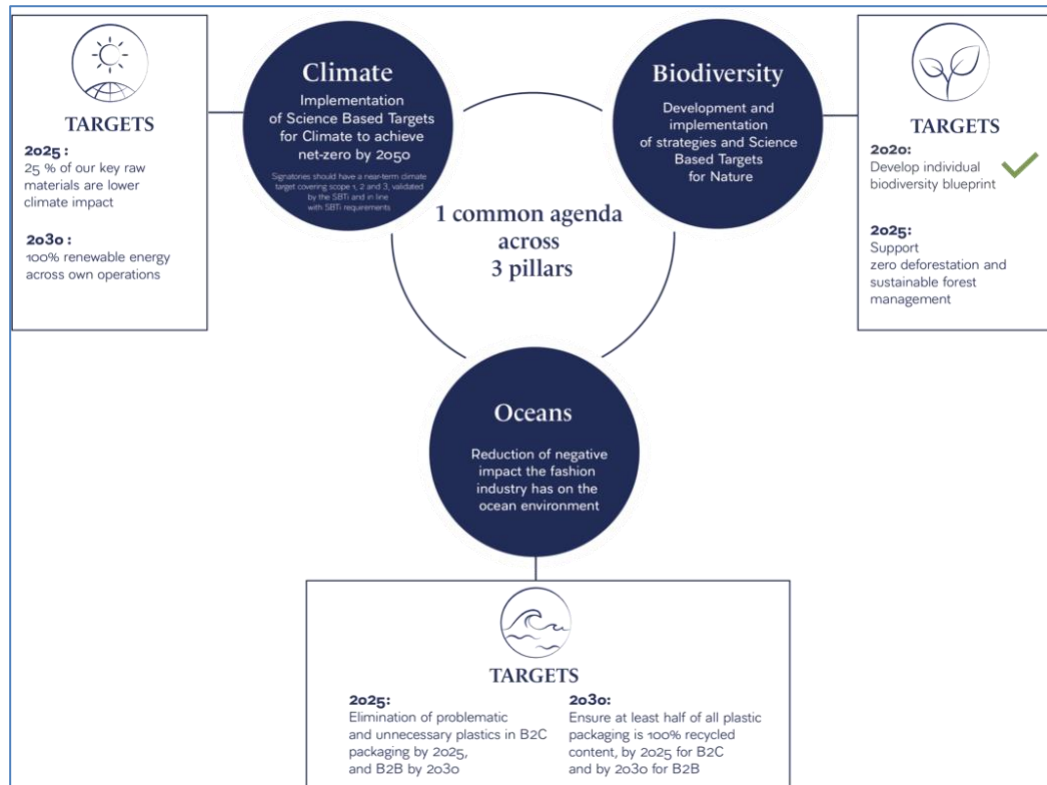 Climate
Implementation
of Science Based Targets
for Climate to achieve
net-zero by 2050
Signatories should have a near-term climate
target covering scope 1, 2 and 3, validated
by the SBTi and in line
with SBTi requirements
TARGETS
2025 :
25 % of our key raw
materials are lower
climate impact
2030 :
100% renewable energy
across own operations
Biodiversity
Development and
implementation
of strategies and Science
Based Targets
for Nature
TARGETS
2020:
Develop individual
biodiversity blueprint
2025:
Support
zero deforestation and
sustainable forest
management
1 common agenda
across
3 pillars
Oceans
Reduction of negative
impact the fashion
industry has on the
ocean environment
TARGETS
2025:
Elimination of problematic
and unnecessary plastics in B2C
packaging by 2025,
and B2B by 2030
2030:
Ensure at least half of all plastic
packaging is 100% recycled
content, by 2025 for B2C
and by 2030 for B2B